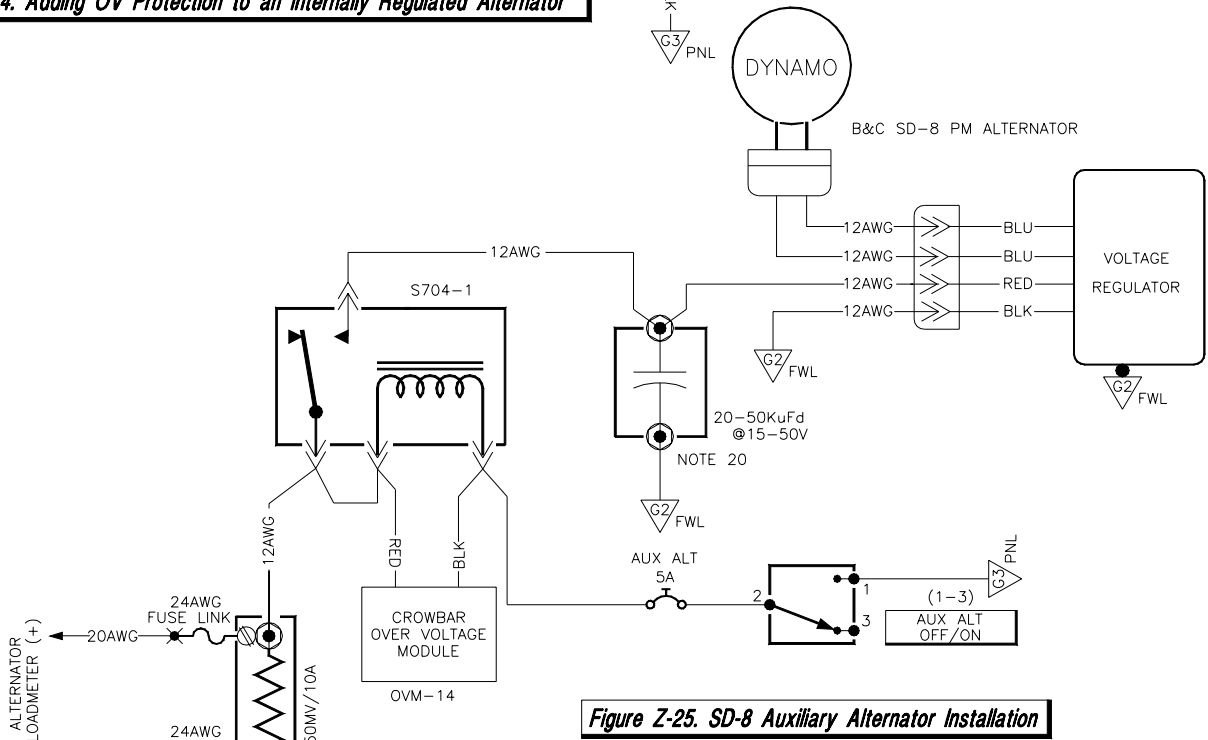 4. Adding OV Protection to an Internally Regulated Alternator
K
G3
PNL
DYNAMO
B&C SD-8 PM ALTERNATOR
12AWG
BLU
12AWG
BLU
12AWG
RED
12AWG
BLK
VOLTAGE
REGULATOR
G2
FWL
G2
FWL
12AWG
S704-1
20-50KuFd
@15-50V
NOTE 20
G2
FWL
12AWG
RED
BLK
AUX ALT
5A
2
1
3
G3
PNL
(1-3)
AUX ALT
OFF/ON
CROWBAR
OVER VOLTAGE
MODULE
OVM-14
24AWG
FUSE LINK
20AWG
ALTERNATOR
LOADMETER (+)
50MV/10A
24AWG
Figure Z-25. SD-8 Auxiliary Alternator Installation